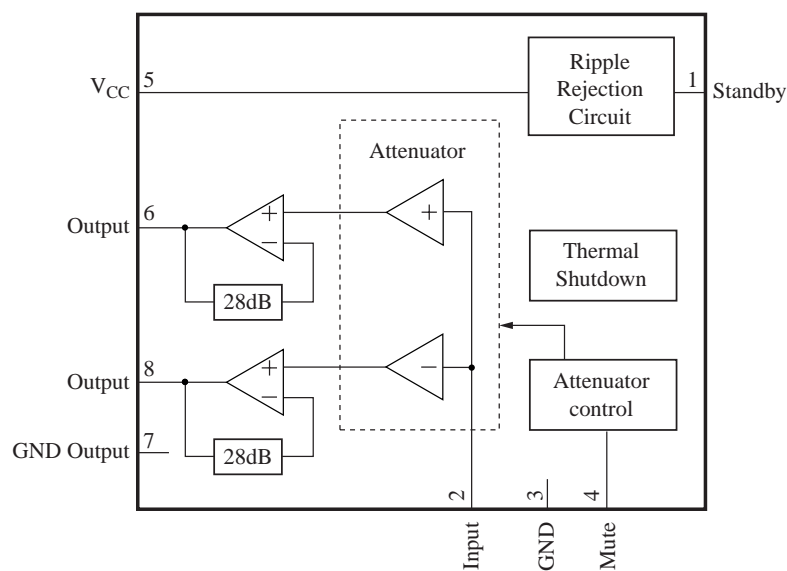 Ripple
Rejection
Circuit
5
1
VCC
Standby
Attenuator
6
+
+
Output
−
Thermal
Shutdown
28dB
8
+
−
Output
−
Attenuator
control
7
GND Output
28dB
2
3
4
Input
GND
Mute